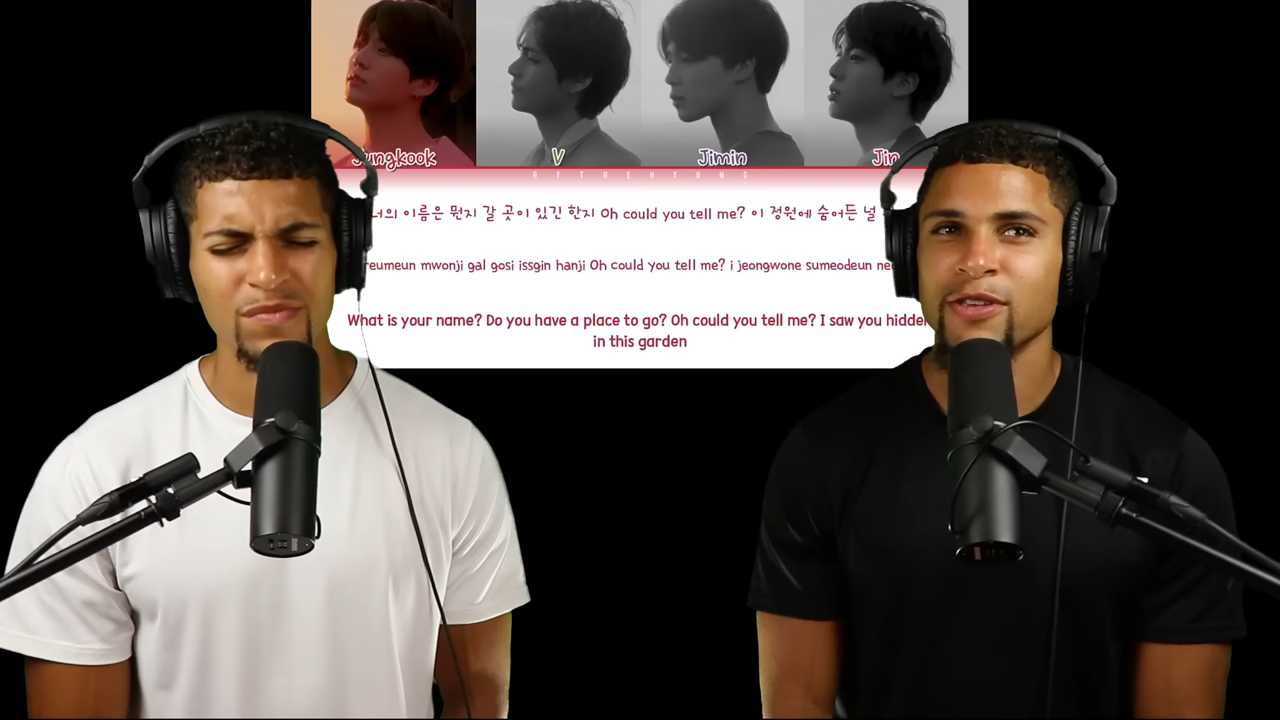 Jungkook V Jimin Jin
A F T A E H Y U N G
너의 이름은 뭔지 갈 곳이 있긴 한지 Oh could you tell me? 이 정원에 숨어든 널
mwonji gal gosi issgin hanji Oh could you tell me? i jeongwone sumeodeun
What is your name? Do you have a place to go? Oh could you tell me? I saw you hidden
in this garden